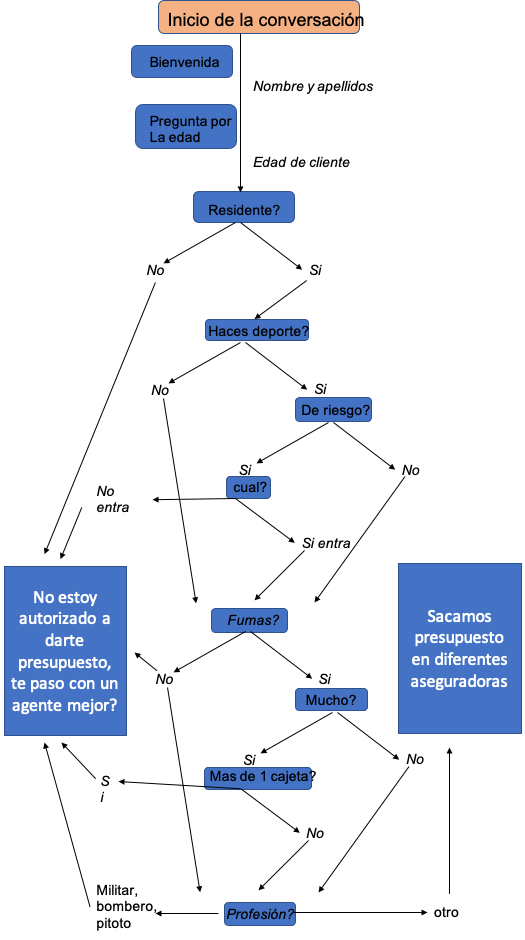 Inicio de la conversación
Bienvenida
Nombre y apellidos
Pregunta por
La edad
Edad de cliente
Residente?
No
Si
Haces deporte?
No
Si
De riesgo?
Si
No
cual?
No
entra
Si entra
No estoy
autorizado a
darte
presupuesto,
te paso con un
agente mejor?
Sacamos
presupuesto
en diferentes
aseguradoras
Fumas?
No
Si
Mucho?
Si
No
Mas de 1 cajeta?
S
i
No
Militar,
bombero,
pitoto
Profesión?
otro